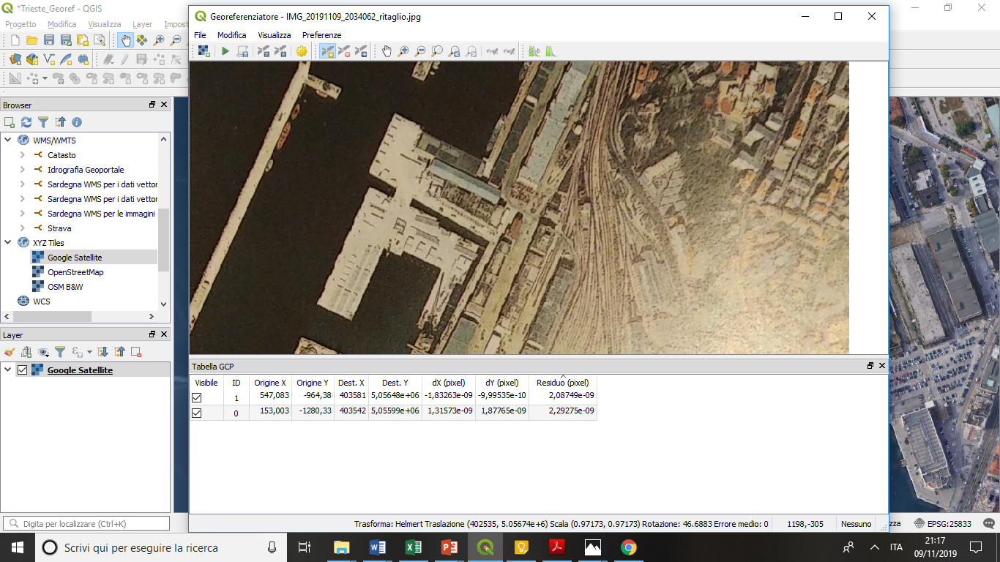 *Trieste_Georef - QGIS
Progetto Modifica Visualizza Layer Impost
Georeferenziatore - IMG_20191109_2034062_ritaglio.jpg
File Modifica Visualizza Preferenze
Browser
WMS/WMTS
Catasto
Idrografia Geoportale
Sardegna WMS per i dati vettor
Sardegna WMS per i dati vettor
Sardegna WMS per le immagini
Strava
XYZ Tiles
Google Satellite
OpenStreetMap
OSM B&W
WCS
Layer
Google Satellite
Tabella GCP
Visibile ID Origine X Origine Y Dest. X Dest. Y dX (pixel) dY (pixel) Residuo (pixel)
1 547,083 -964,38 403581 5,05648e+06 -1,83263e-09 -9,99535e-10 2,08749e-09
0 153,003 -1280,33 403542 5,05599e+06 1,31573e-09 1,87765e-09 2,29275e-09
Digita per localizzare (Ctrl+K)
Trasforma: Helmert Traslazione (402535, 5.05674e+6) Scala (0.97173, 0.97173) Rotazione: 46.6883 Errore medio: 0 1198,-305 Nessuno
zza EPSG:25833
Scrivi qui per eseguire la ricerca
ITA
21:17
09/11/2019